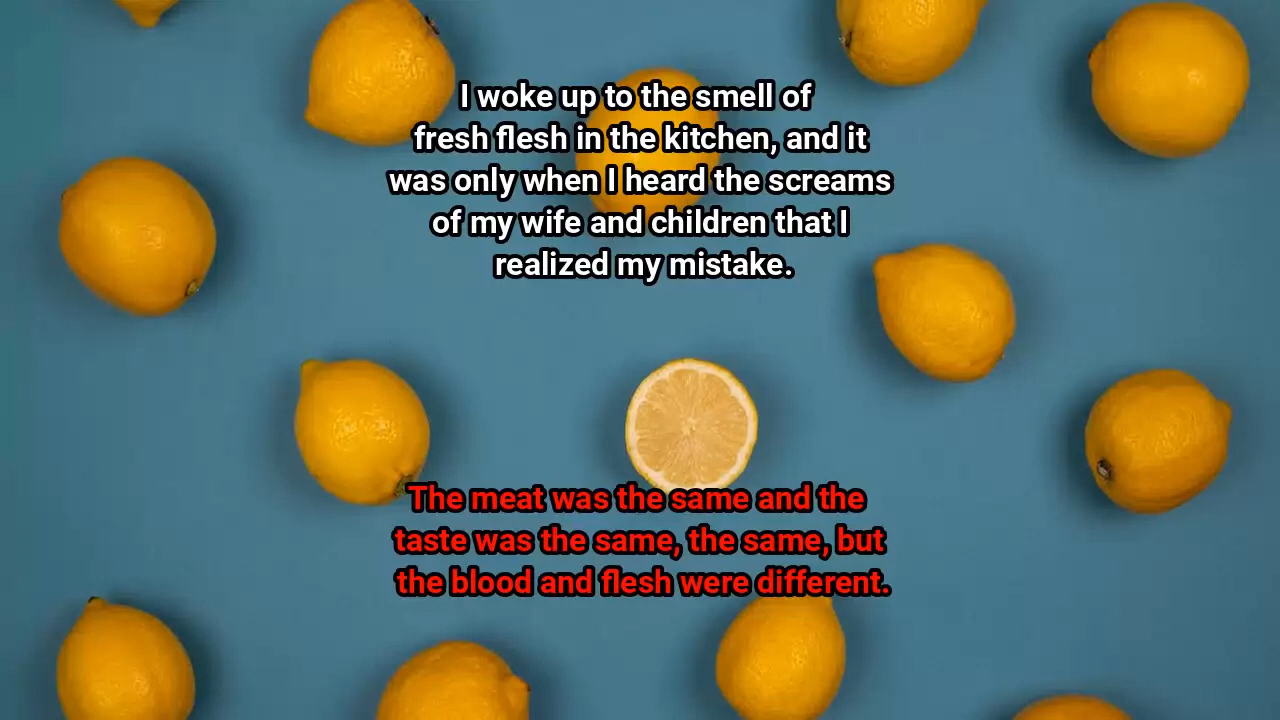 I woke up to the smell of
fresh flesh in the kitchen, and it
was only when I heard the screams
of my wife and children that I
realized my mistake.
The meat was the same and the
taste was the same, the same, but
the blood and flesh were different.